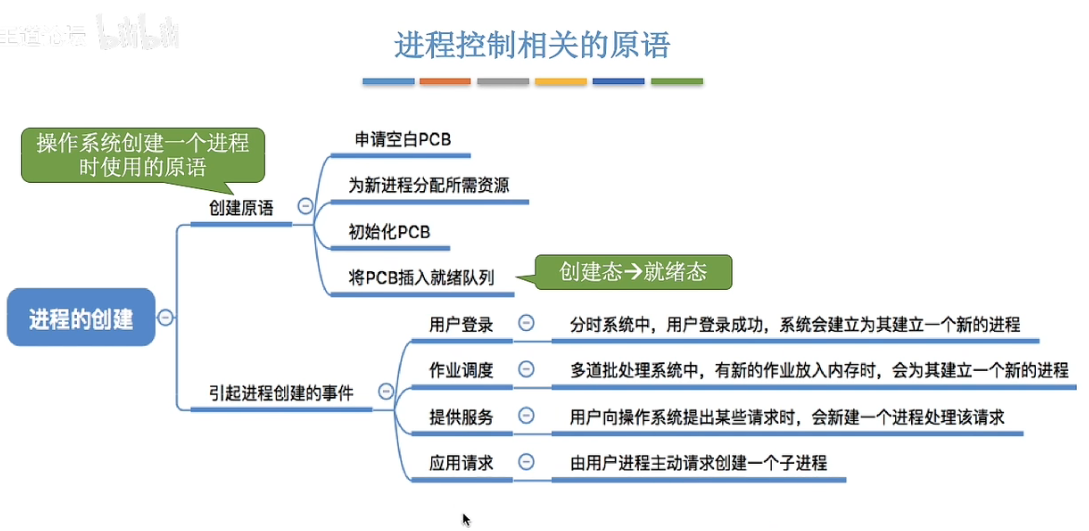 进程控制相关的原语
操作系统创建一个进程
时使用的原语
申请空白PCB
为新进程分配所需资源
创建原语
初始化PCB
将PCB插入就绪队列
创建态→就绪态
进程的创建
用户登录
分时系统中，用户登录成功，系统会建立为其建立一个新的进程
作业调度
多道批处理系统中，有新的作业放入内存时，会为其建立一个新的进程
引起进程创建的事件
提供服务
用户向操作系统提出某些请求时，会新建一个进程处理该请求
应用请求
由用户进程主动请求创建一个子进程